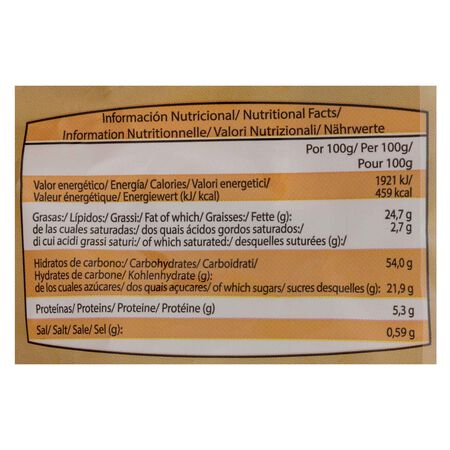 Información Nutricional/ Nutritional Facts/
Information Nutritionnelle/ Valori Nutrizionali/ Nährwerte
Por 100g/ Per 100g/
Pour 100g
Valor energético/ Energía/ Calories/ Valori energetici/ 1921 kJ/
Valeur énergétique/ Energiewert (kJ/ kcal) 459 kcal
Grasas:/ Lípidos:/ Grassi:/ Fat of which/ Graisses:/ Fette (g): 24,7 g
de las cuales saturadas:/ dos quais ácidos gordos saturados:/ 2,7 g
di cui acidi grassi saturi:/ of which saturated:/ desquelles suturées (g):/
Hidratos de carbono:/ Carbohydrates:/ Carboidrati/ 54,0 g
Hydrates de carbone/ Kohlenhydrate (g):
de los cuales azúcares/ dos quais açucares/ of which sugars/ sucres desquelles (g): 21,9 g
Proteínas/ Proteins/ Proteine/ Protéine (g) 5,3 g
Sal/ Salt/ Sale/ Sel (g): 0,59 g